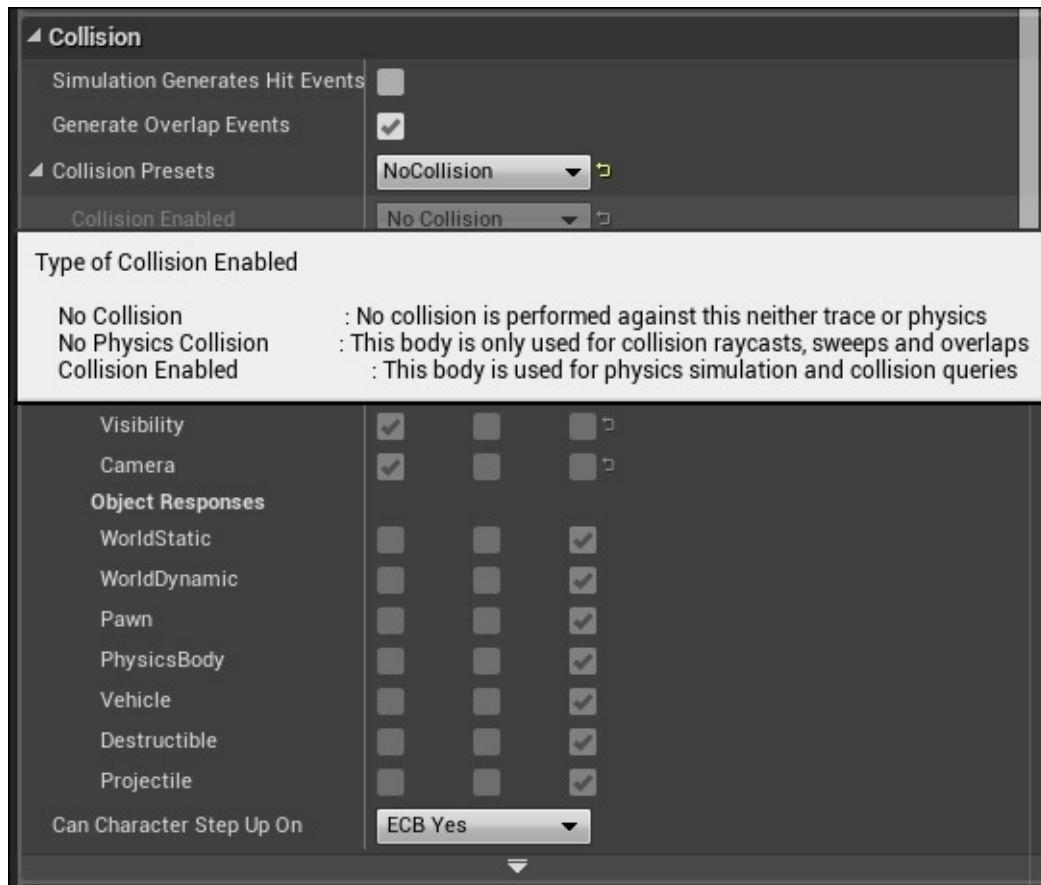 Collision
Simulation Generates Hit Events
Generate Overlap Events
Collision Presets NoCollision
Collision Enabled No Collision
Type of Collision Enabled
No Collision : No collision is performed against this neither trace or physics
No Physics Collision : This body is only used for collision raycasts, sweeps and overlaps
Collision Enabled : This body is used for physics simulation and collision queries
Visibility
Camera
Object Responses
WorldStatic
WorldDynamic
Pawn
PhysicsBody
Vehicle
Destructible
Projectile
Can Character Step Up On ECB Yes